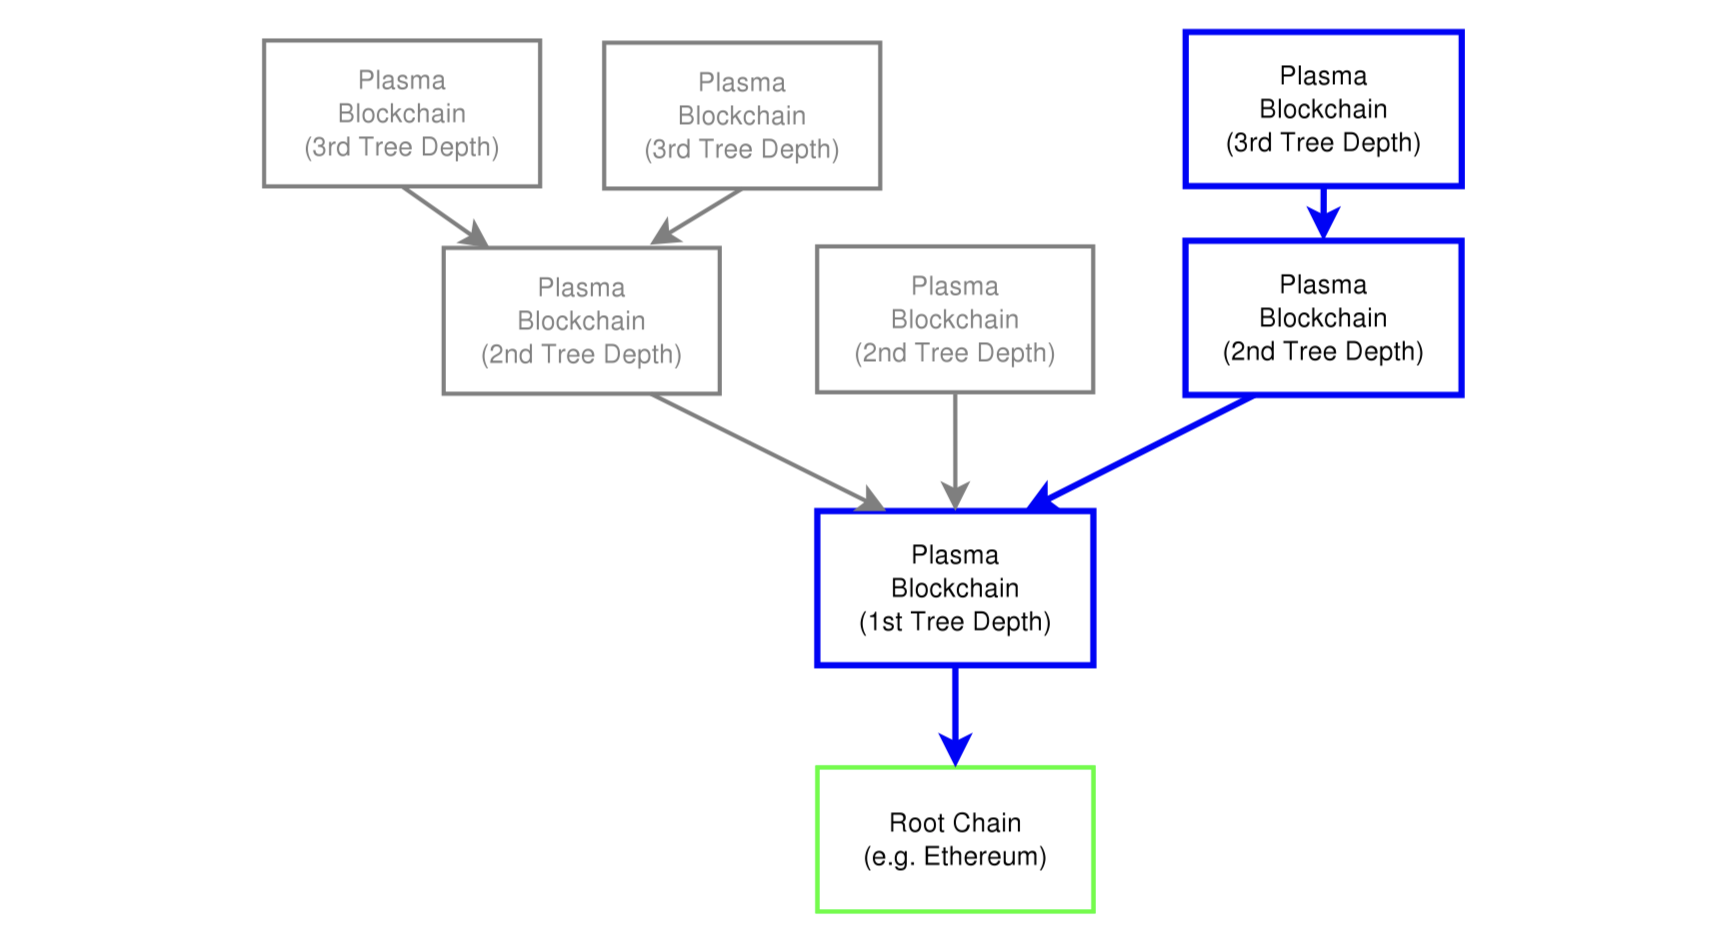 Plasma
Blockchain
(3rd Tree Depth)
Plasma
Blockchain
(3rd Tree Depth)
Plasma
Blockchain
(3rd Tree Depth)
Plasma
Blockchain
(2nd Tree Depth)
Plasma
Blockchain
(2nd Tree Depth)
Plasma
Blockchain
(2nd Tree Depth)
Plasma
Blockchain
(1st Tree Depth)
Root Chain
(e.g. Ethereum)